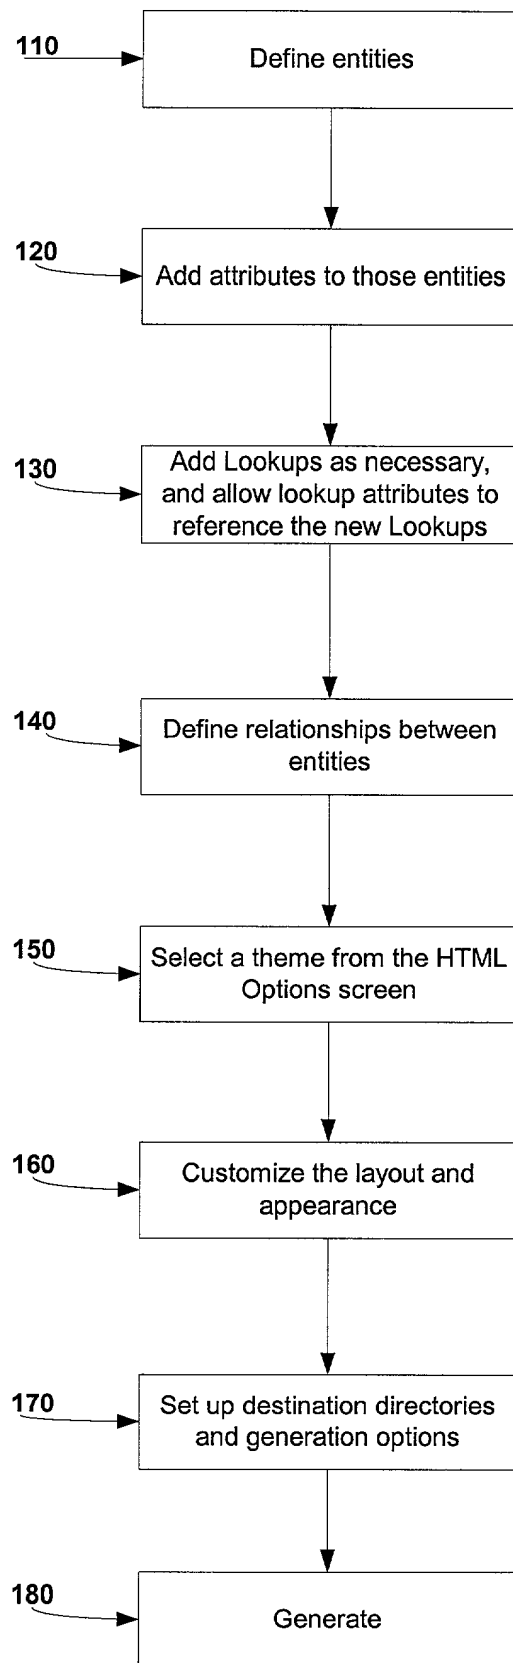 110
Define entities
120
Add attributes to those entities
130
Add Lookups as necessary,
and allow lookup attributes to
reference the new Lookups
140
Define relationships between
entities
150
Select a theme from the HTML
Options screen
160
Customize the layout and
appearance
170
Set up destination directories
and generation options
180
Generate